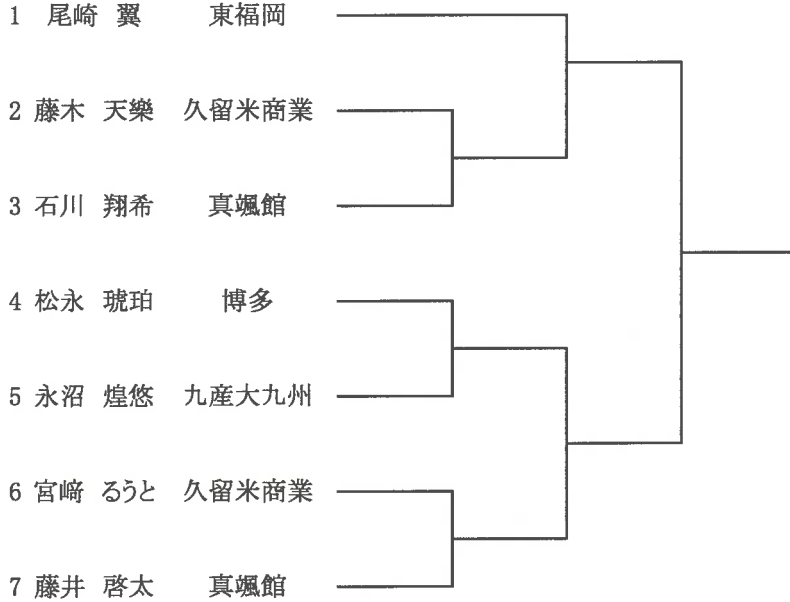 1 尾崎 翼 東福岡
2 藤木 天樂 久留米商業
3 石川 翔希 真颯館
4 松永 琥珀 博多
5 永沼 煌悠 九産大九州
6 宮﨑 るうと 久留米商業
7 藤井 啓太 真颯館